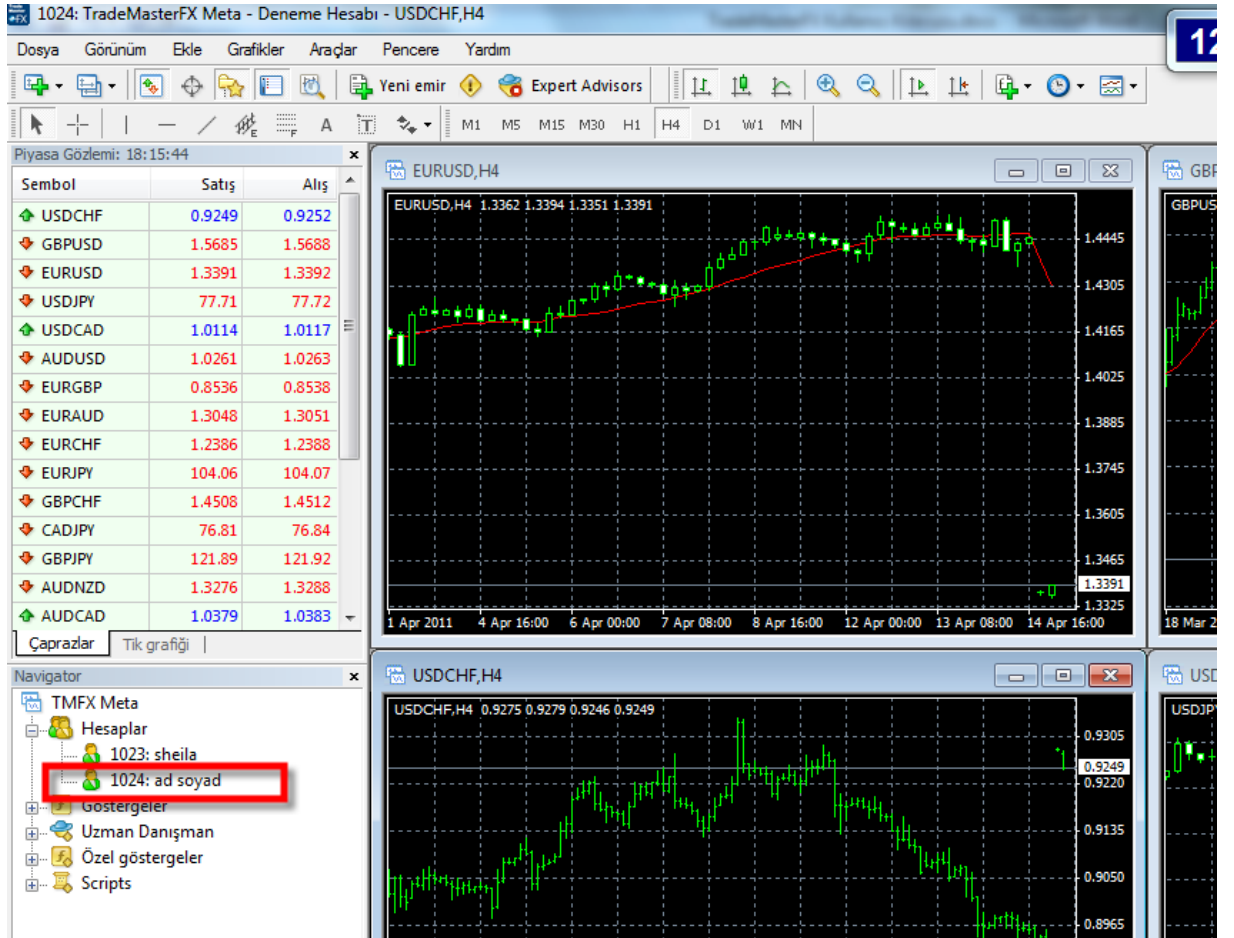 1024: TradeMasterFX Meta - Deneme Hesabı - USDCHF,H4
Dosya Görünüm Ekle Grafikler Araçlar Pencere Yardım
12
Yeni emir Expert Advisors
A T M1 M5 M15 M30 H1 H4 D1 W1 MN
Piyasa Gözlemi: 18:15:44
Sembol Satış Alış
USDCHF 0.9249 0.9252
GBPUSD 1.5685 1.5688
EURUSD 1.3391 1.3392
USDJPY 77.71 77.72
USDCAD 1.0114 1.0117
AUDUSD 1.0261 1.0263
EURGBP 0.8536 0.8538
EURAUD 1.3048 1.3051
EURCHF 1.2386 1.2388
EURJPY 104.06 104.07
GBPCHF 1.4508 1.4512
CADJPY 76.81 76.84
GBPJPY 121.89 121.92
AUDNZD 1.3276 1.3288
AUDCAD 1.0379 1.0383
Çaprazlar Tik grafiği
Navigator
TMFX Meta
Hesaplar
1023: sheila
1024: ad soyad
Göstergeler
Uzman Danışman
Özel göstergeler
Scripts
EURUSD,H4
EURUSD,H4 1.3362 1.3394 1.3351 1.3391
1.4445
1.4305
1.4165
1.4025
1.3885
1.3745
1.3605
1.3465
1.3391
1.3325
1 Apr 2011 4 Apr 16:00 6 Apr 00:00 7 Apr 08:00 8 Apr 16:00 12 Apr 00:00 13 Apr 08:00 14 Apr 16:00
GBP
GBPUS
18 Mar 2
USDCHF,H4
USDCHF,H4 0.9275 0.9279 0.9246 0.9249
0.9305
0.9249
0.9220
0.9135
0.9050
0.8965
USD
USDJP